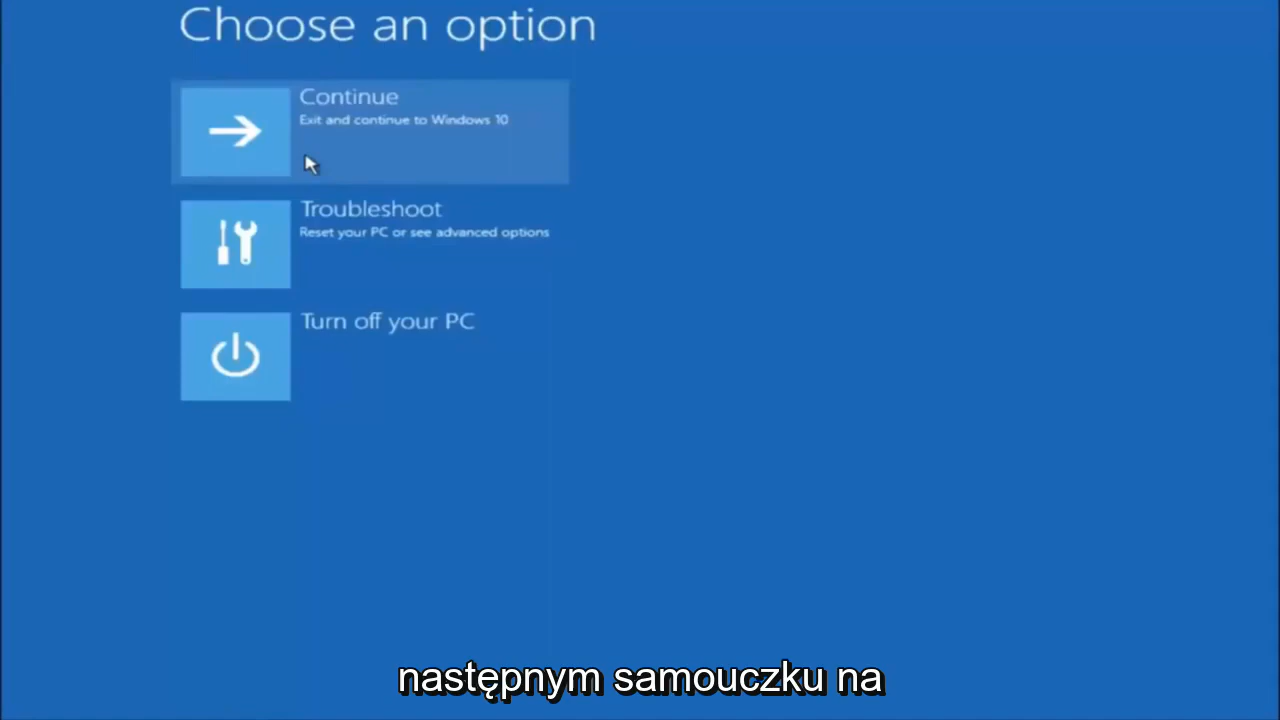 Choose an option
Continue
Exit and continue to Windows 10
Troubleshoot
Reset your PC or see advanced options
Turn off your PC
następnym samouczku na